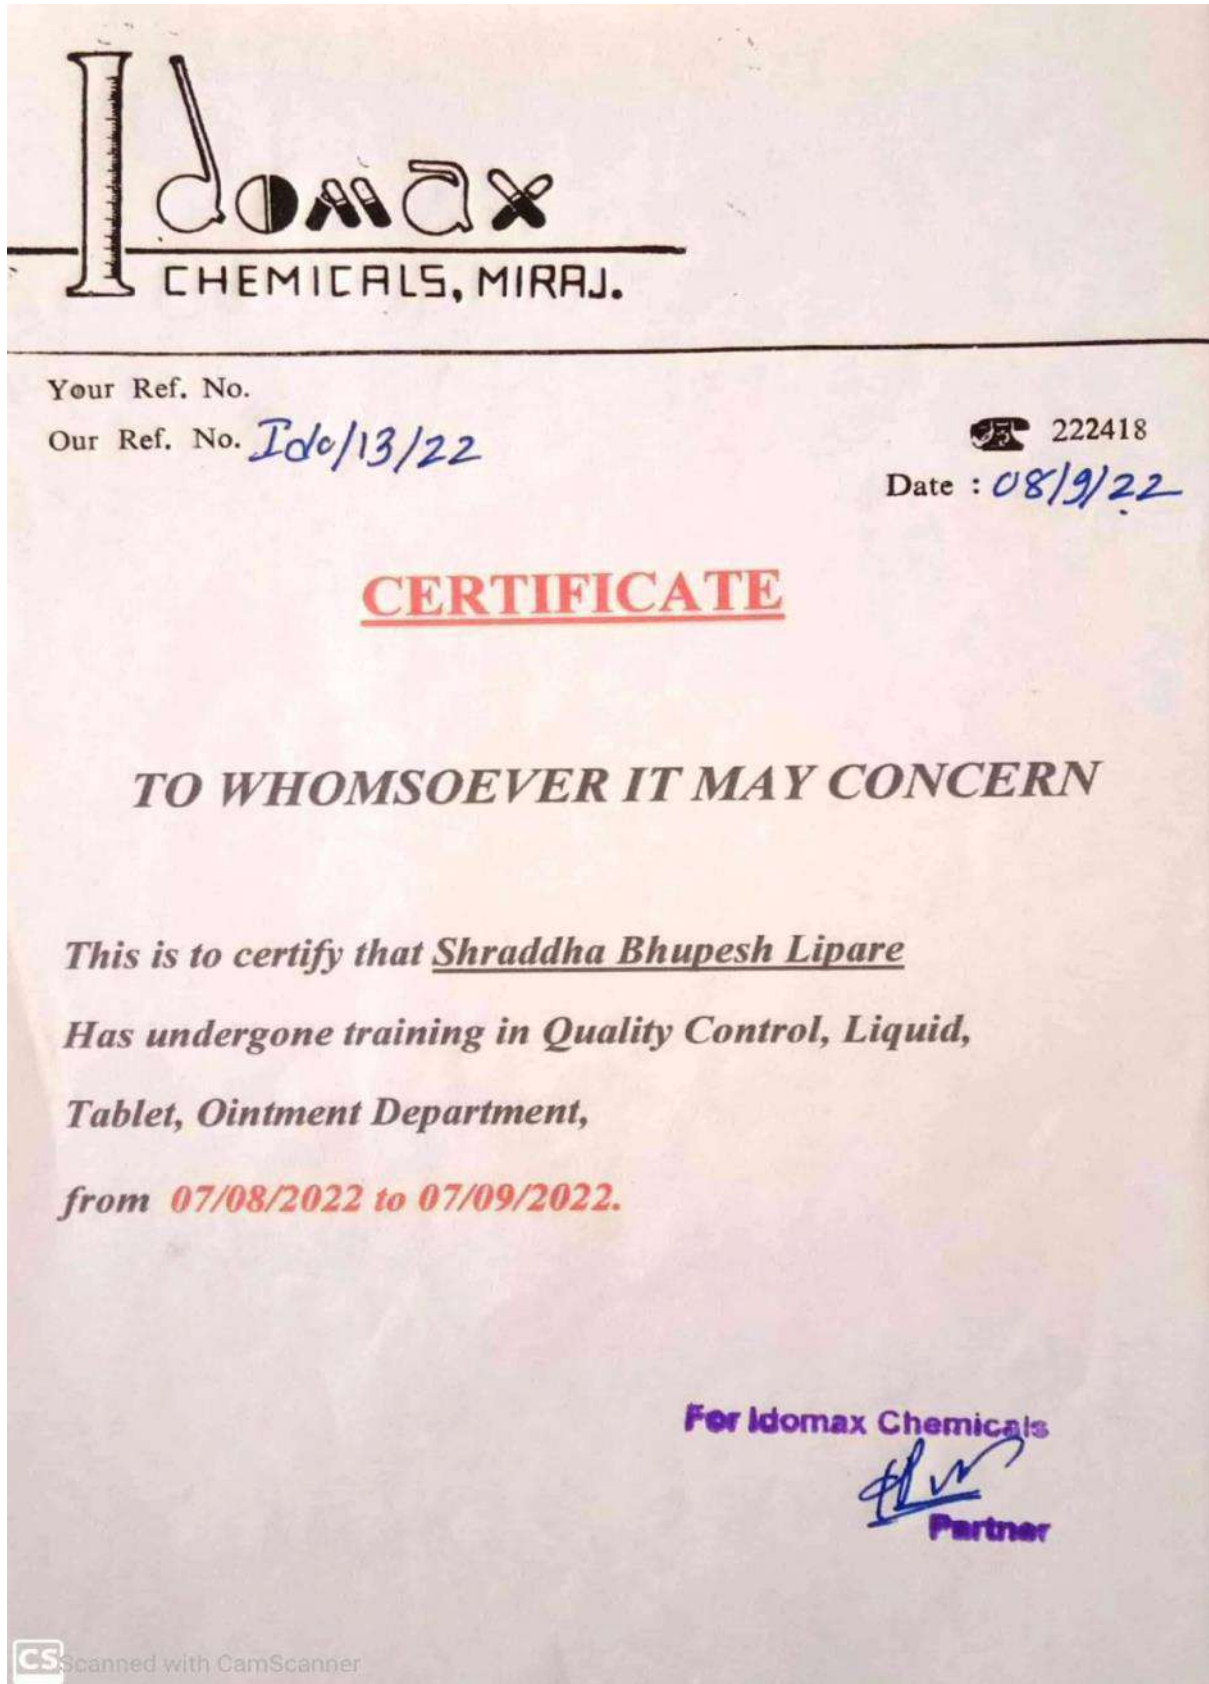 Idomax
CHEMICALS, MIRAJ.
Your Ref. No.
Our Ref. No. Ido/13/22
222418
Date : 08/9/22
CERTIFICATE
TO WHOMSOEVER IT MAY CONCERN
This is to certify that Shraddha Bhupesh Lipare
Has undergone training in Quality Control, Liquid,
Tablet, Ointment Department,
from 07/08/2022 to 07/09/2022.
For Idomax Chemicals
Partner
CS Scanned with CamScanner